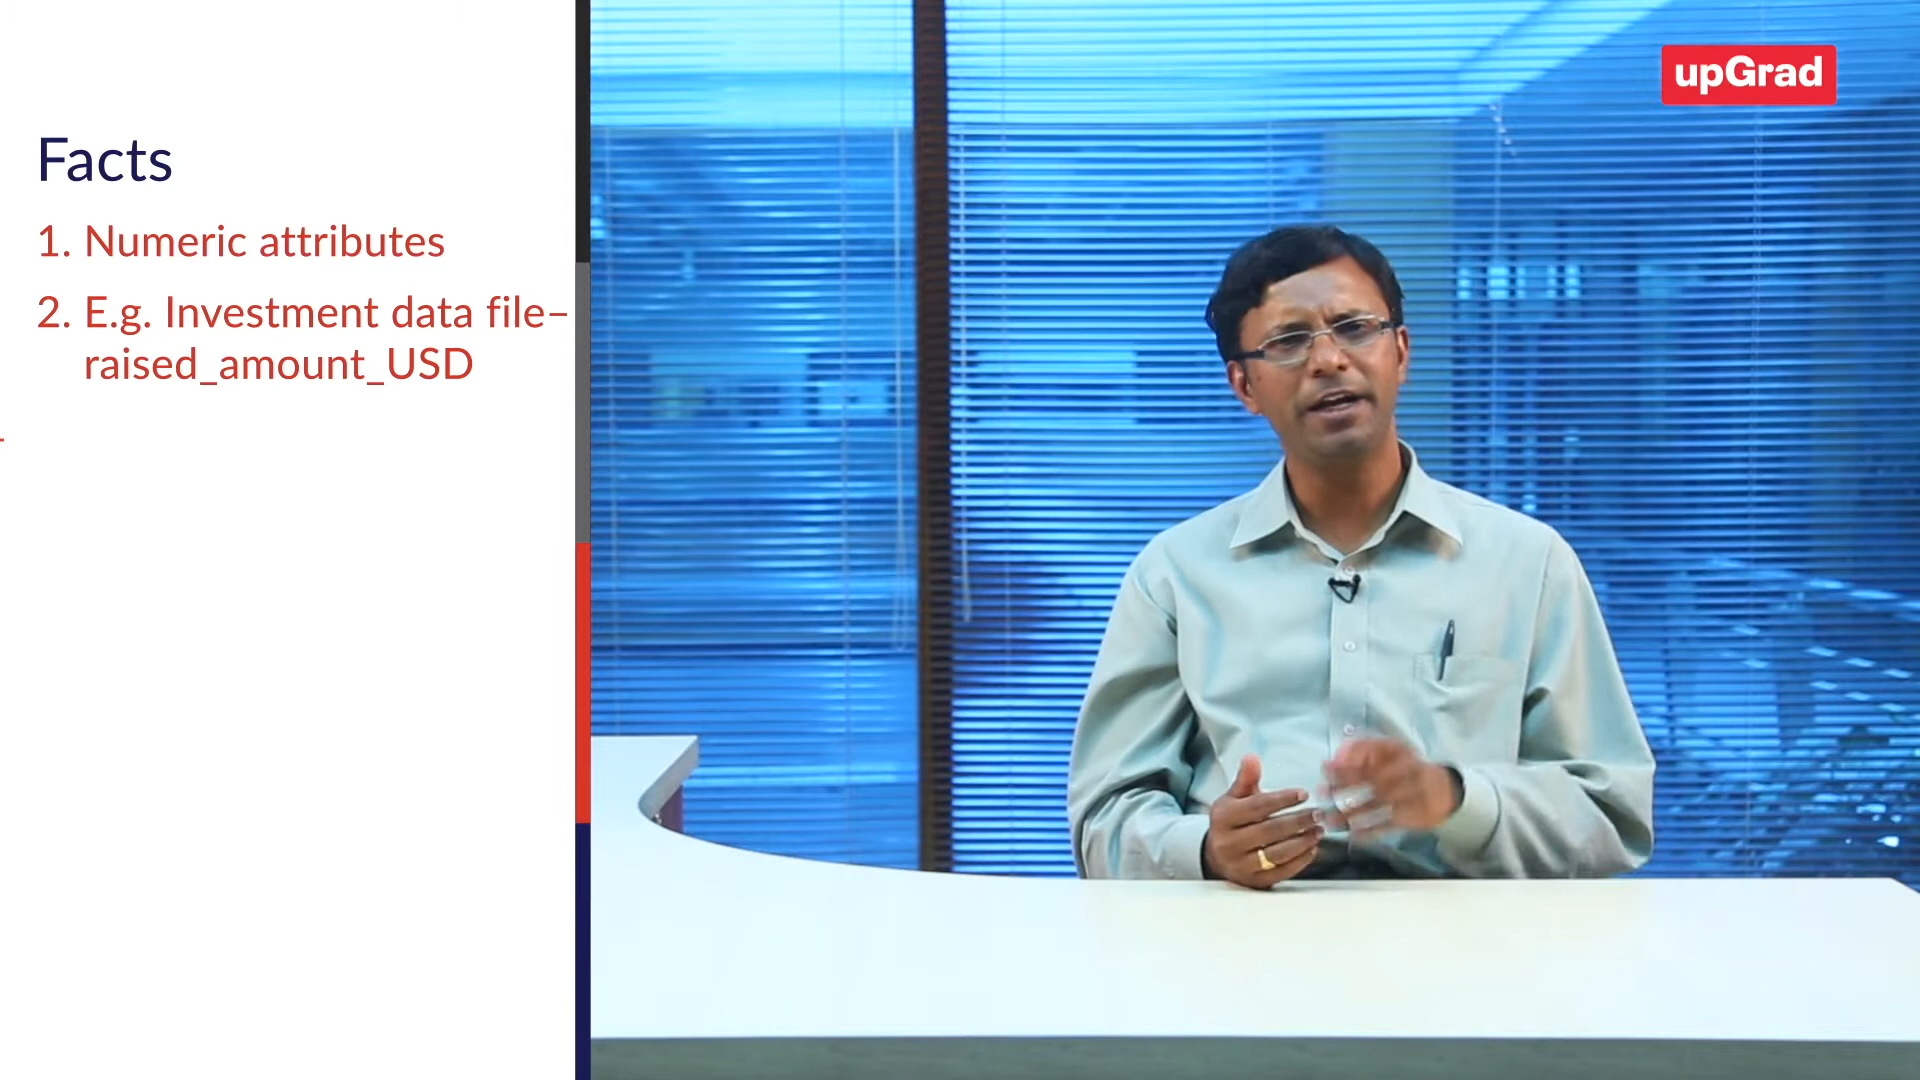 upGrad
Facts
1. Numeric attributes
2. E.g. Investment data file–
raised_amount_USD